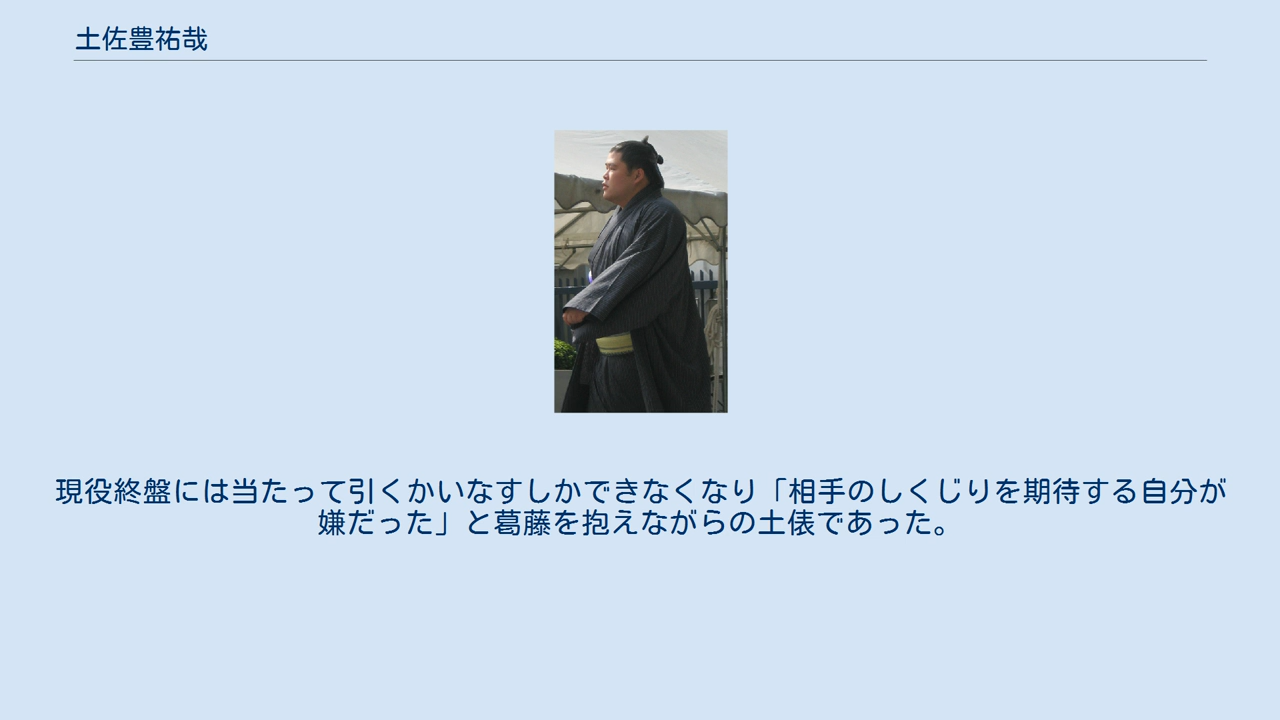 土佐豊祐哉
現役終盤には当たって引くかいなすしかできなくなり「相手のしくじりを期待する自分が
嫌だった」と葛藤を抱えながらの土俵であった。